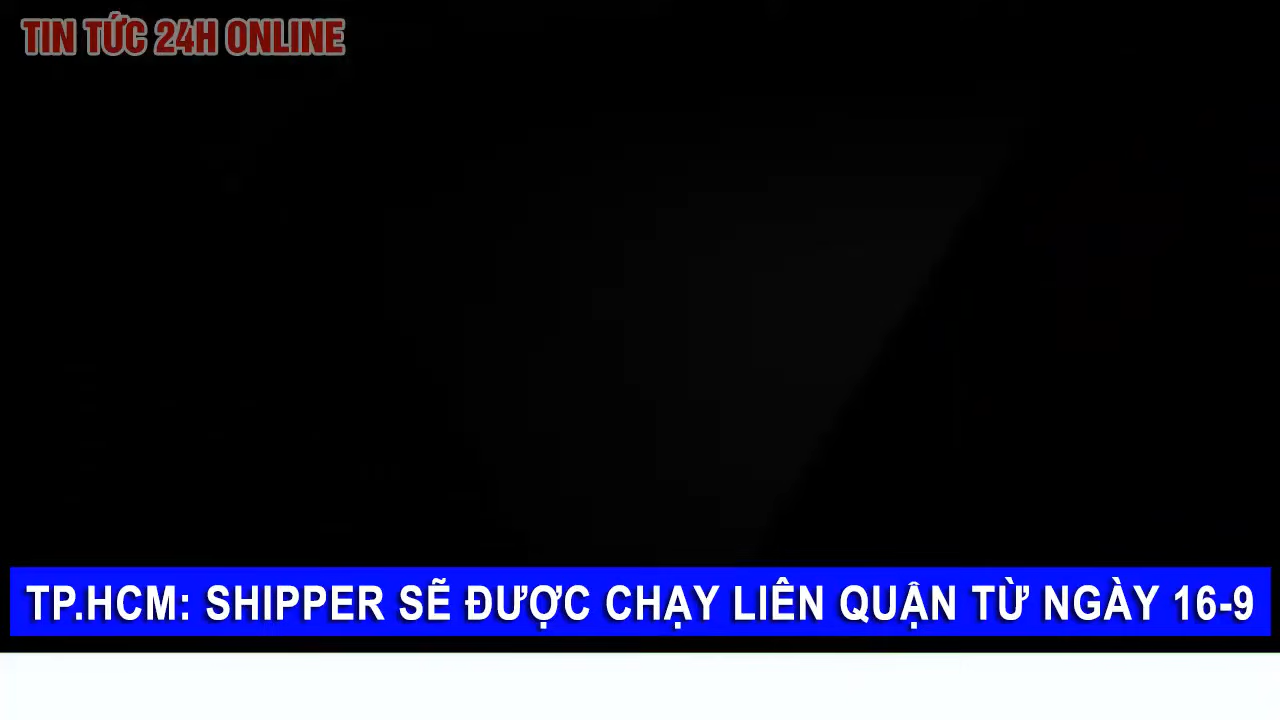 TIN TỨC 24H ONLINE
TP.HCM: SHIPPER SẼ ĐƯỢC CHẠY LIÊN QUẬN TỪ NGÀY 16-9